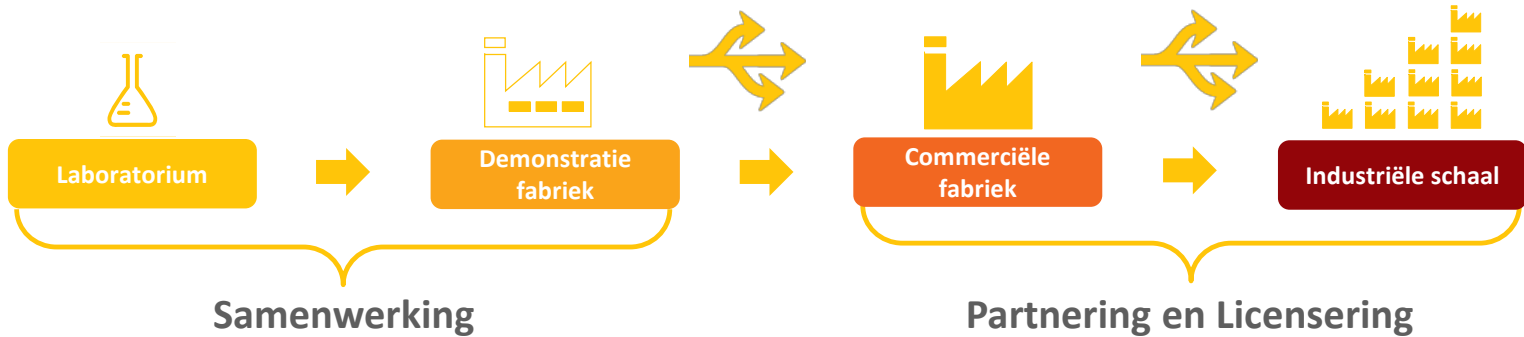 Laboratorium
Demonstratie
fabriek
Commerciële
fabriek
Industriële schaal
Samenwerking
Partnering en Licensering